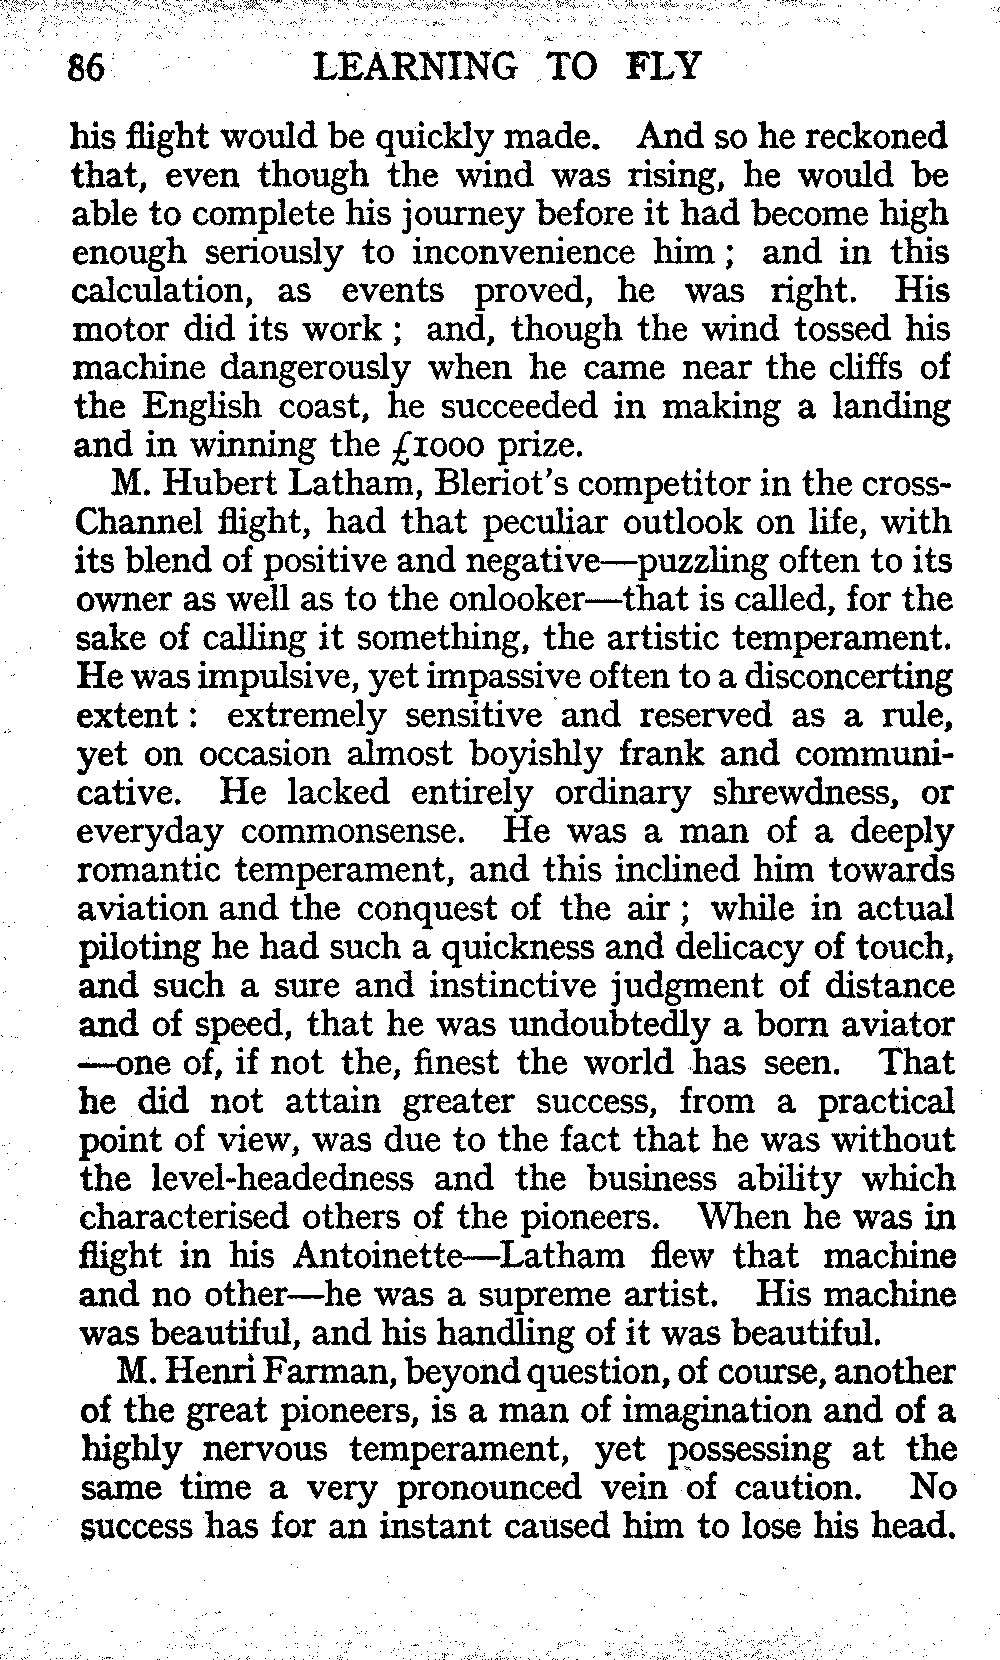 86 LEARNING TO FLY
his flight would be quickly made. And so he reckoned
that, even though the wind was rising, he would be
able to complete his journey before it had become high
enough seriously to inconvenience him ; and in this
calculation, as events proved, he was right. His
motor did its work ; and, though the wind tossed his
machine dangerously when he came near the cliffs of
the English coast, he succeeded in making a landing
and in winning the £1000 prize.
M. Hubert Latham, Bleriot's competitor in the cross-
Channel flight, had that peculiar outlook on life, with
its blend of positive and negative—puzzling often to its
owner as well as to the onlooker—that is called, for the
sake of calling it something, the artistic temperament.
He was impulsive, yet impassive often to a disconcerting
extent : extremely sensitive and reserved as a rule,
yet on occasion almost boyishly frank and communi-
cative. He lacked entirely ordinary shrewdness, or
everyday commonsense. He was a man of a deeply
romantic temperament, and this inclined him towards
aviation and the conquest of the air ; while in actual
piloting he had such a quickness and delicacy of touch,
and such a sure and instinctive judgment of distance
and of speed, that he was undoubtedly a born aviator
—one of, if not the, finest the world has seen. That
he did not attain greater success, from a practical
point of view, was due to the fact that he was without
the level-headedness and the business ability which
characterised others of the pioneers. When he was in
flight in his Antoinette—Latham flew that machine
and no other—he was a supreme artist. His machine
was beautiful, and his handling of it was beautiful.
M. Henri Farman, beyond question, of course, another
of the great pioneers, is a man of imagination and of a
highly nervous temperament, yet possessing at the
same time a very pronounced vein of caution. No
success has for an instant caused him to lose his head.